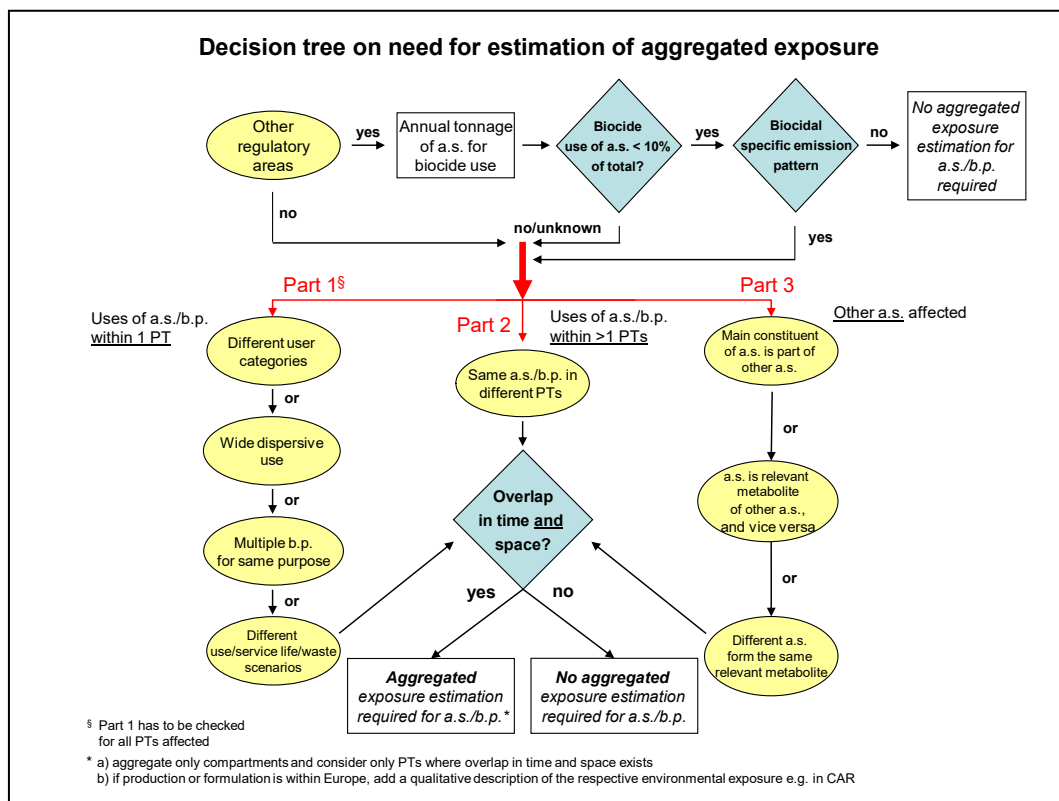 Decision tree on need for estimation of aggregated exposure
Other
regulatory
areas
yes
Annual tonnage
of a.s. for
biocide use
Biocide
use of a.s. < 10%
of total?
yes
Biocidal
specific emission
pattern
no
No aggregated
exposure
estimation for
a.s./b.p.
required
no
no/unknown
yes
Part 1§
Part 2
Part 3
Uses of a.s./b.p.
within 1 PT
Uses of a.s./b.p.
within >1 PTs
Other a.s. affected
Different user
categories
or
Wide dispersive
use
or
Multiple b.p.
for same purpose
or
Different
use/service life/waste
scenarios
Same a.s./b.p. in
different PTs
Overlap
in time and
space?
yes
no
Main constituent
of a.s. is part of
other a.s.
or
a.s. is relevant
metabolite
of other a.s.,
and vice versa
or
Different a.s.
form the same
relevant metabolite
Aggregated
exposure estimation
required for a.s./b.p.*
No aggregated
exposure estimation
required for a.s./b.p.
§ Part 1 has to be checked
for all PTs affected
* a) aggregate only compartments and consider only PTs where overlap in time and space exists
b) if production or formulation is within Europe, add a qualitative description of the respective environmental exposure e.g. in CAR